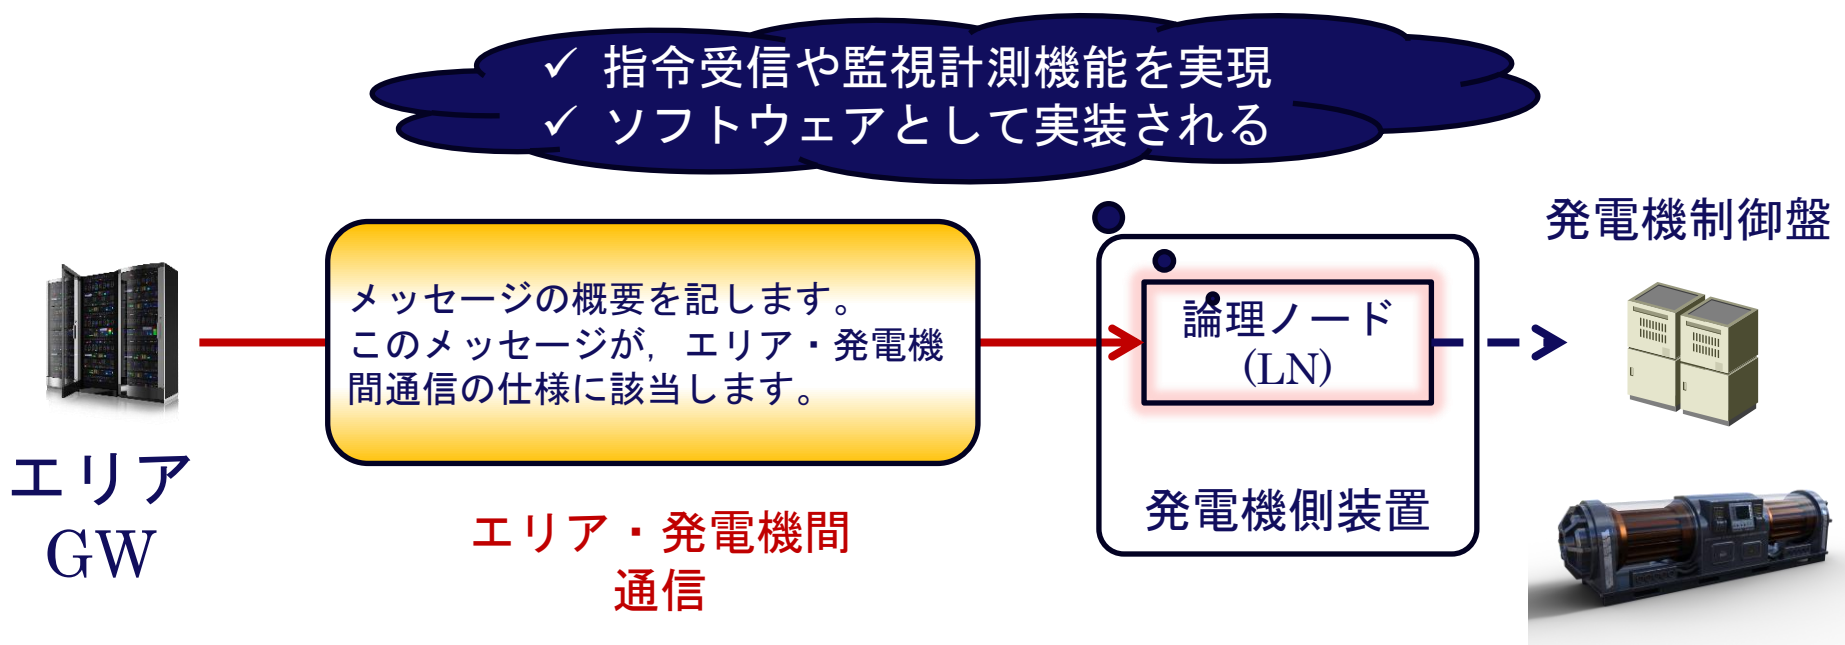 ✓ 指令受信や監視計測機能を実現
✓ ソフトウェアとして実装される
発電機制御盤
メッセージの概要を記します。
このメッセージが，エリア・発電機
間通信の仕様に該当します。
論理ノード
(LN)
エリア
GW
発電機側装置
エリア・発電機間
通信